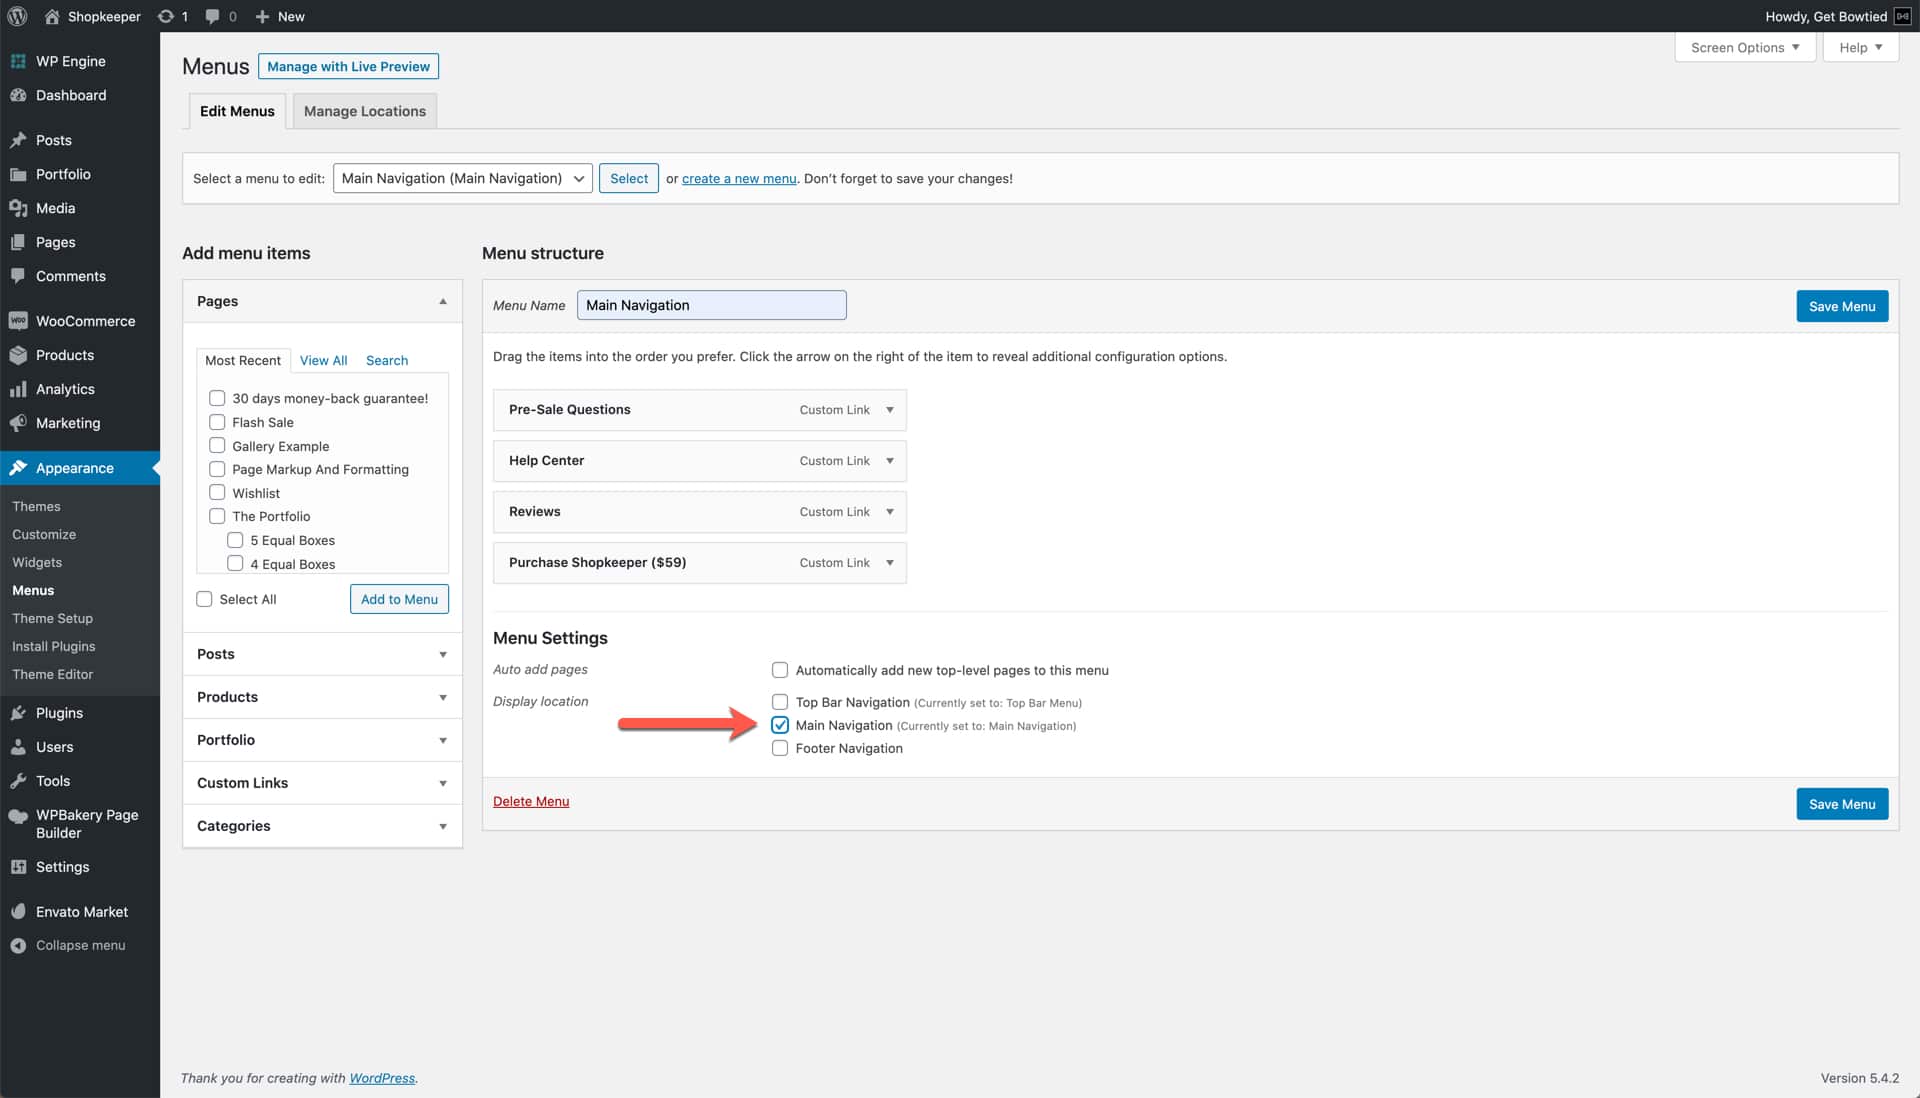 Shopkeeper 1 0 New Howdy, Get Bowtied
Screen Options Help
WP Engine
Dashboard
Posts
Portfolio
Media
Pages
Comments
WooCommerce
Products
Analytics
Marketing
Appearance
Themes
Customize
Widgets
Menus
Theme Setup
Install Plugins
Theme Editor
Plugins
Users
Tools
WPBakery Page
Builder
Settings
Envato Market
Collapse menu
Menus Manage with Live Preview
Edit Menus Manage Locations
Select a menu to edit: Main Navigation (Main Navigation) Select or create a new menu. Don't forget to save your changes!
Add menu items
Pages
Most Recent View All Search
30 days money-back guarantee!
Flash Sale
Gallery Example
Page Markup And Formatting
Wishlist
The Portfolio
5 Equal Boxes
4 Equal Boxes
Select All Add to Menu
Posts
Products
Portfolio
Custom Links
Categories
Menu structure
Menu Name Main Navigation Save Menu
Drag the items into the order you prefer. Click the arrow on the right of the item to reveal additional configuration options.
Pre-Sale Questions Custom Link
Help Center Custom Link
Reviews Custom Link
Purchase Shopkeeper ($59) Custom Link
Menu Settings
Auto add pages Automatically add new top-level pages to this menu
Display location Top Bar Navigation (Currently set to: Top Bar Menu)
Main Navigation (Currently set to: Main Navigation)
Footer Navigation
Delete Menu Save Menu
Thank you for creating with WordPress. Version 5.4.2